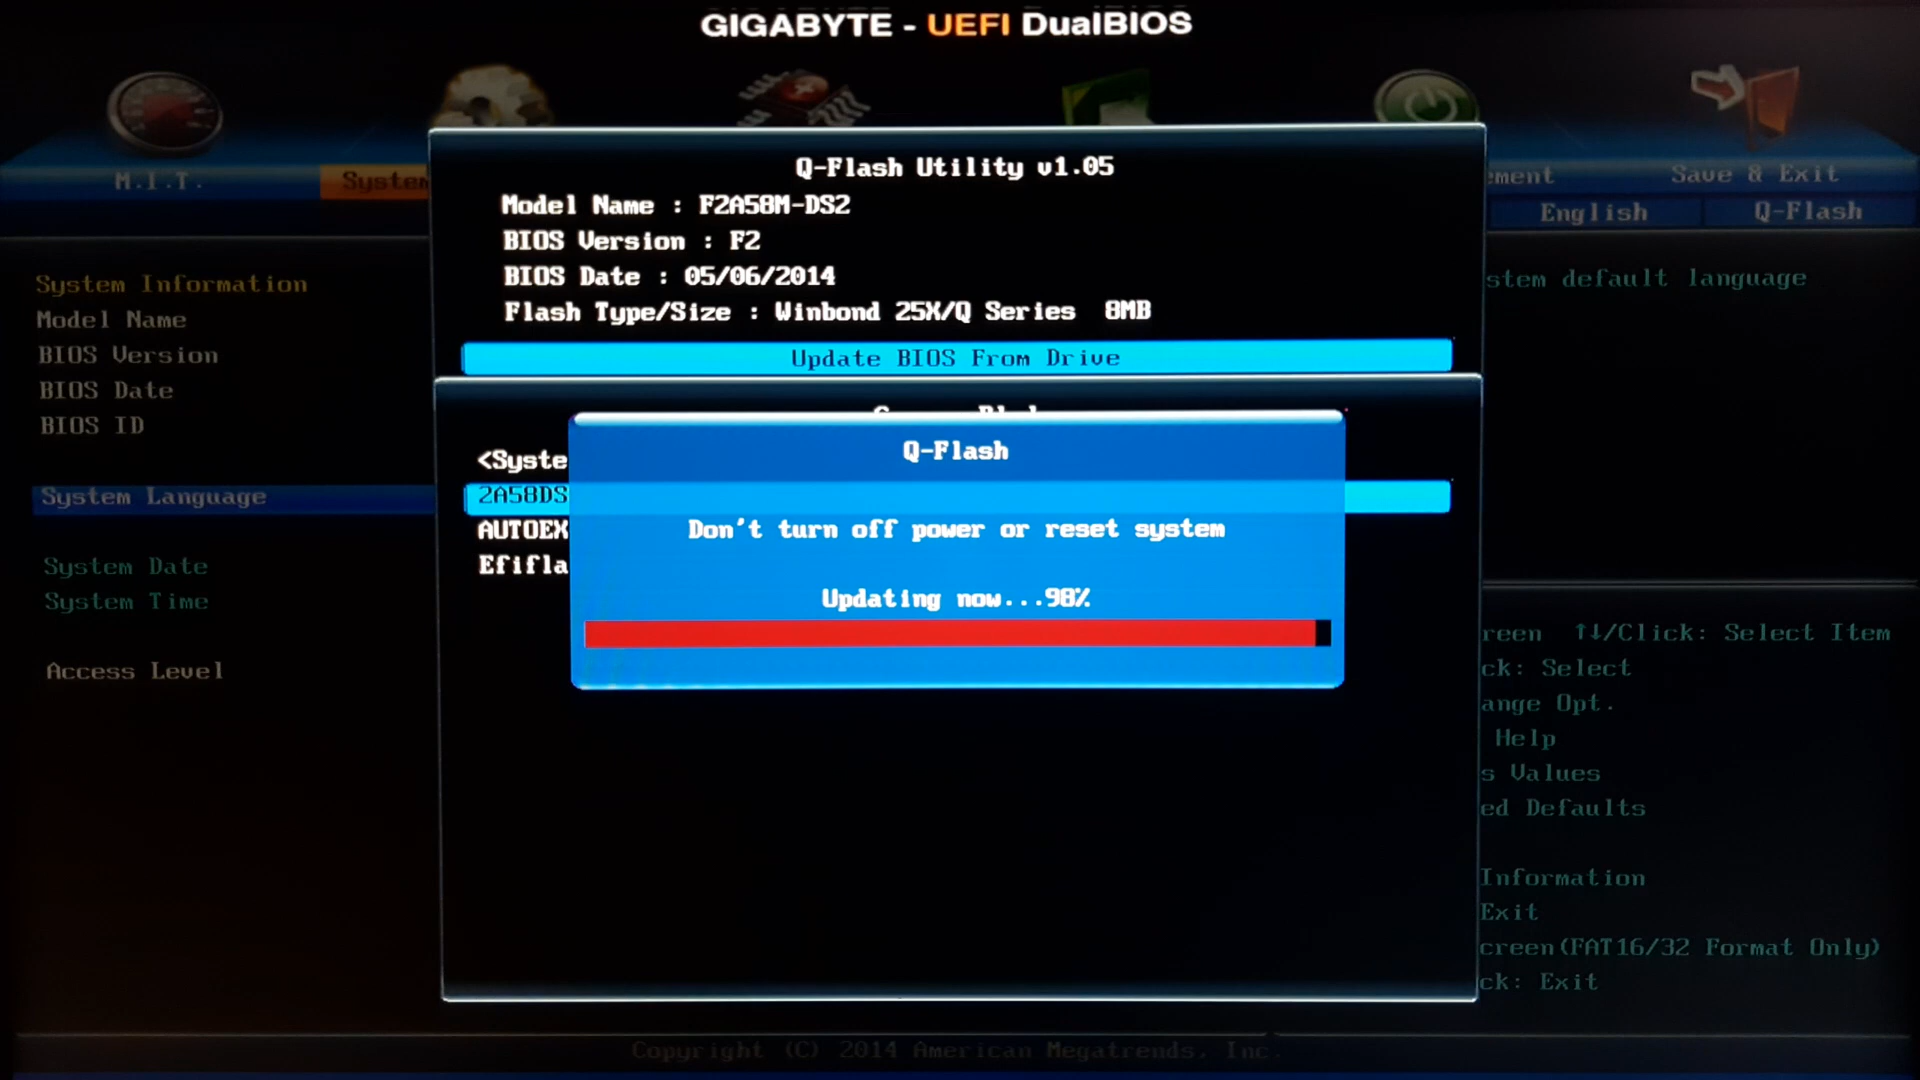 GIGABYTE - UEFI DualBIOS
M.I.T.
System
ement
Save & Exit
English
Q-Flash
Q-Flash Utility v1.05
Model Name : F2A58M-DS2
BIOS Version : F2
BIOS Date : 05/06/2014
Flash Type/Size : Winbond 25X/Q Series 8MB
Update BIOS From Drive
System Information
Model Name
BIOS Version
BIOS Date
BIOS ID
System Language
System Date
System Time
Access Level
<Syste
2A58DS
AUTOEX
Efifla
Q-Flash
Don't turn off power or reset system
Updating now...98%
stem default language
reen ↑↓/Click: Select Item
ck: Select
ange Opt.
Help
s Values
ed Defaults
Information
Exit
creen(FAT16/32 Format Only)
ck: Exit
Copyright (C) 2014 American Megatrends, Inc.